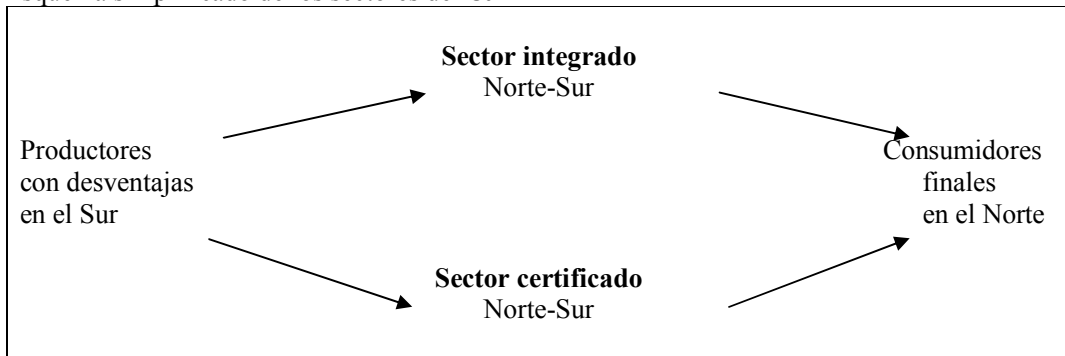 Sector integrado
Norte-Sur
Productores
con desventajas
en el Sur
Consumidores
finales
en el Norte
Sector certificado
Norte-Sur